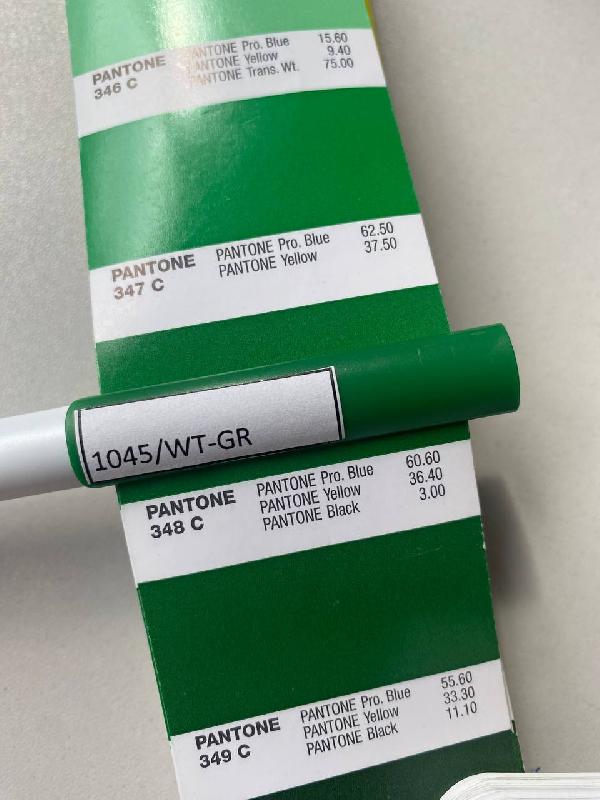 PANTONE Pro. Blue 15.60
PANTONE PANTONE Yellow 9.40
346 C PANTONE Trans. Wt. 75.00
PANTONE PANTONE Pro. Blue 62.50
347 C PANTONE Yellow 37.50
1045/WT-GR
PANTONE PANTONE Pro. Blue 60.60
348 C PANTONE Yellow 36.40
PANTONE Black 3.00
PANTONE PANTONE Pro. Blue 55.60
349 C PANTONE Yellow 33.30
PANTONE Black 11.10